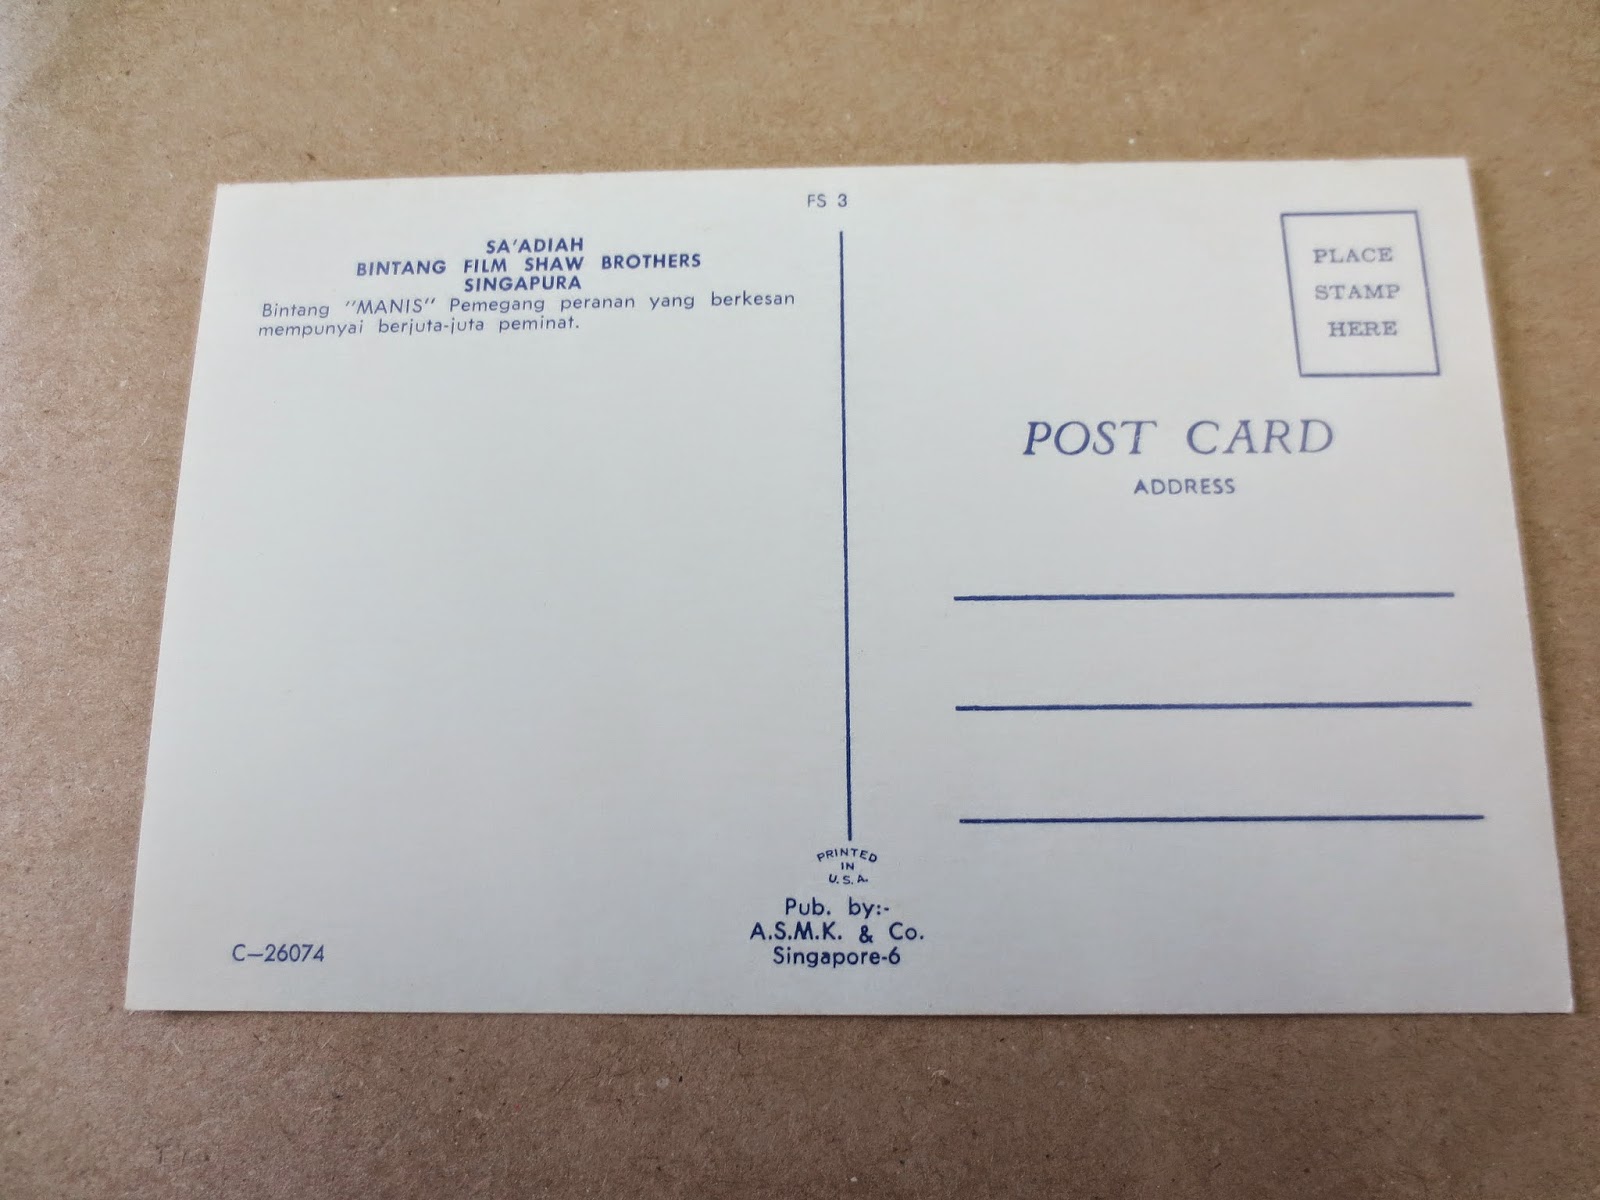 FS 3
SA'ADIAH
BINTANG FILM SHAW BROTHERS
SINGAPURA
Bintang "MANIS" Pemegang peranan yang berkesan
mempunyai berjuta-juta peminat.
PLACE
STAMP
HERE
POST CARD
ADDRESS
PRINTED
IN
U.S.A.
Pub. by:-
A.S.M.K. & Co.
Singapore-6
C—26074